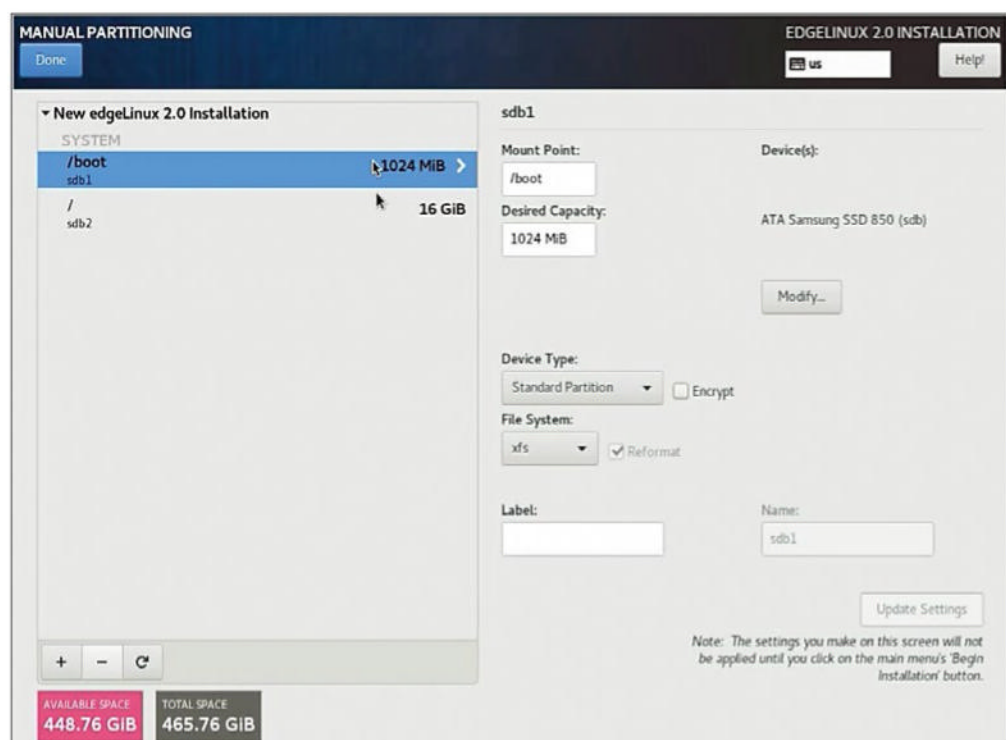 MANUAL PARTITIONING
EDGELINUX 2.0 INSTALLATION
Done
us
Help!
New edgeLinux 2.0 Installation
SYSTEM
/boot
1024 MiB
sdb1
/
16 GiB
sdb2
sdb1
Mount Point:
Device(s):
/boot
Desired Capacity:
ATA Samsung SSD 850 (sdb)
1024 MiB
Modify...
Device Type:
Standard Partition
Encrypt
File System:
xfs
Reformat
Label:
Name:
sdb1
Update Settings
Note: The settings you make on this screen will not
be applied until you click on the main menu's 'Begin
Installation' button.
AVAILABLE SPACE
448.76 GiB
TOTAL SPACE
465.76 GiB